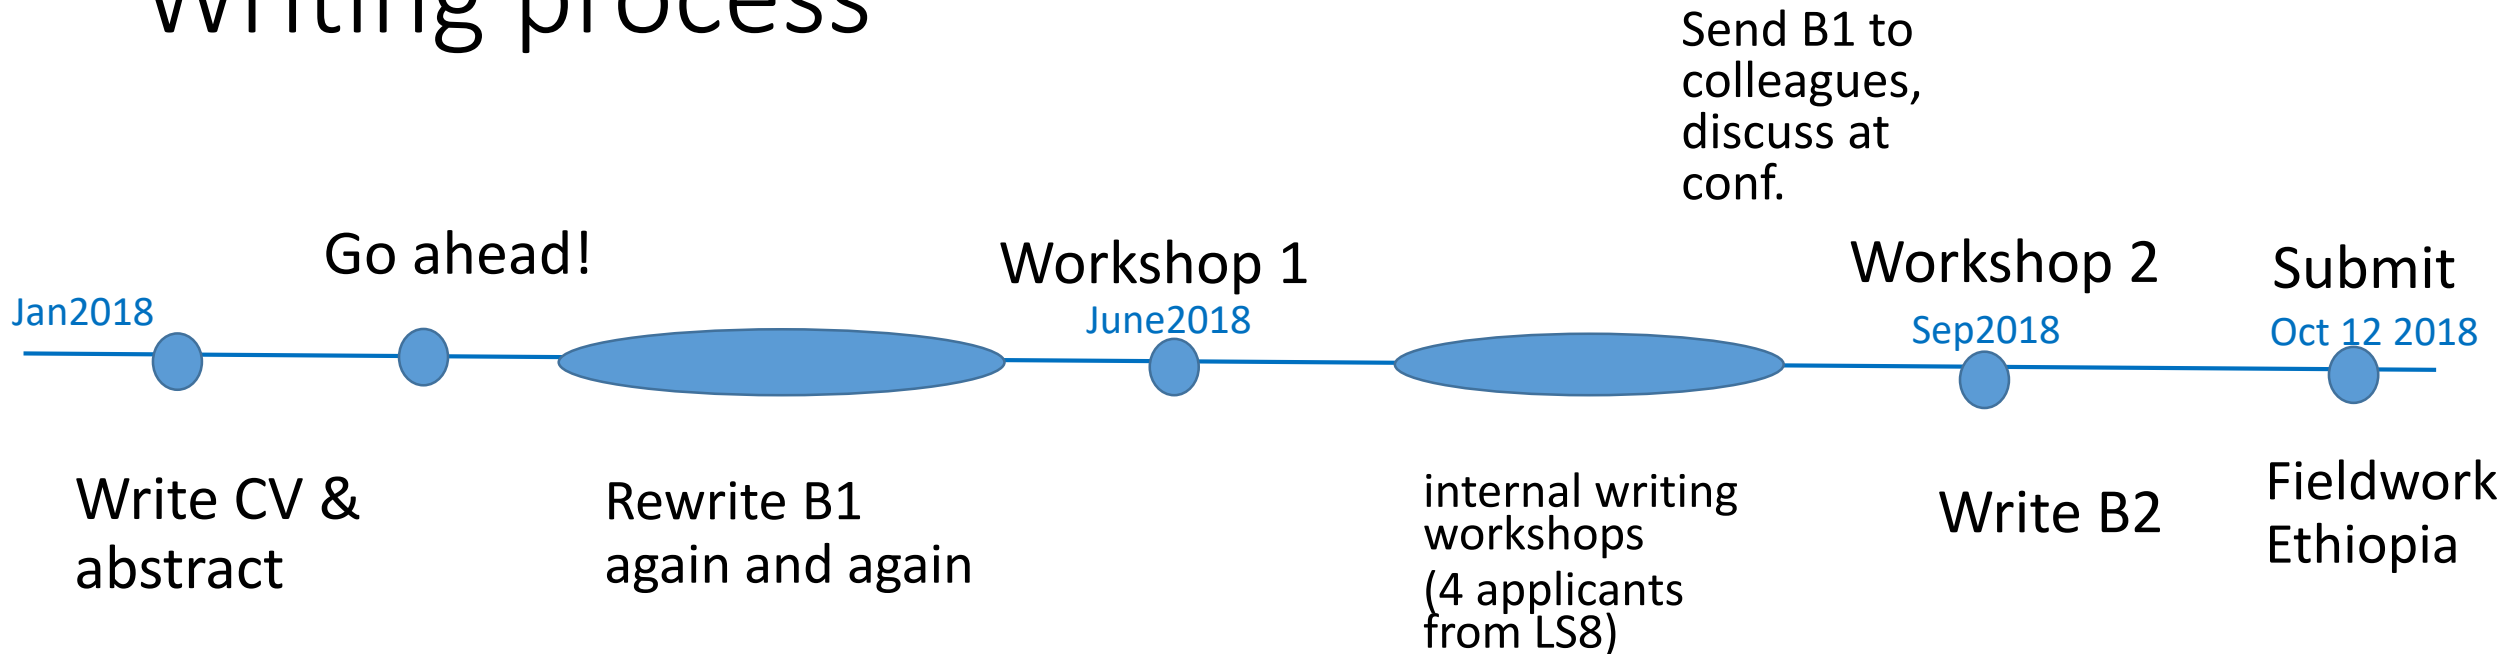 writing process
Send B1 to
colleagues,
discuss at
conf.
Go ahead!
Workshop 1
Workshop 2
Submit
Jan2018
June2018
Sep2018
Oct 12 2018
Write CV &
abstract
Rewrite B1
again and again
internal writing
workshops
(4 applicants
from LS8)
Write B2
Fieldwork
Ethiopia